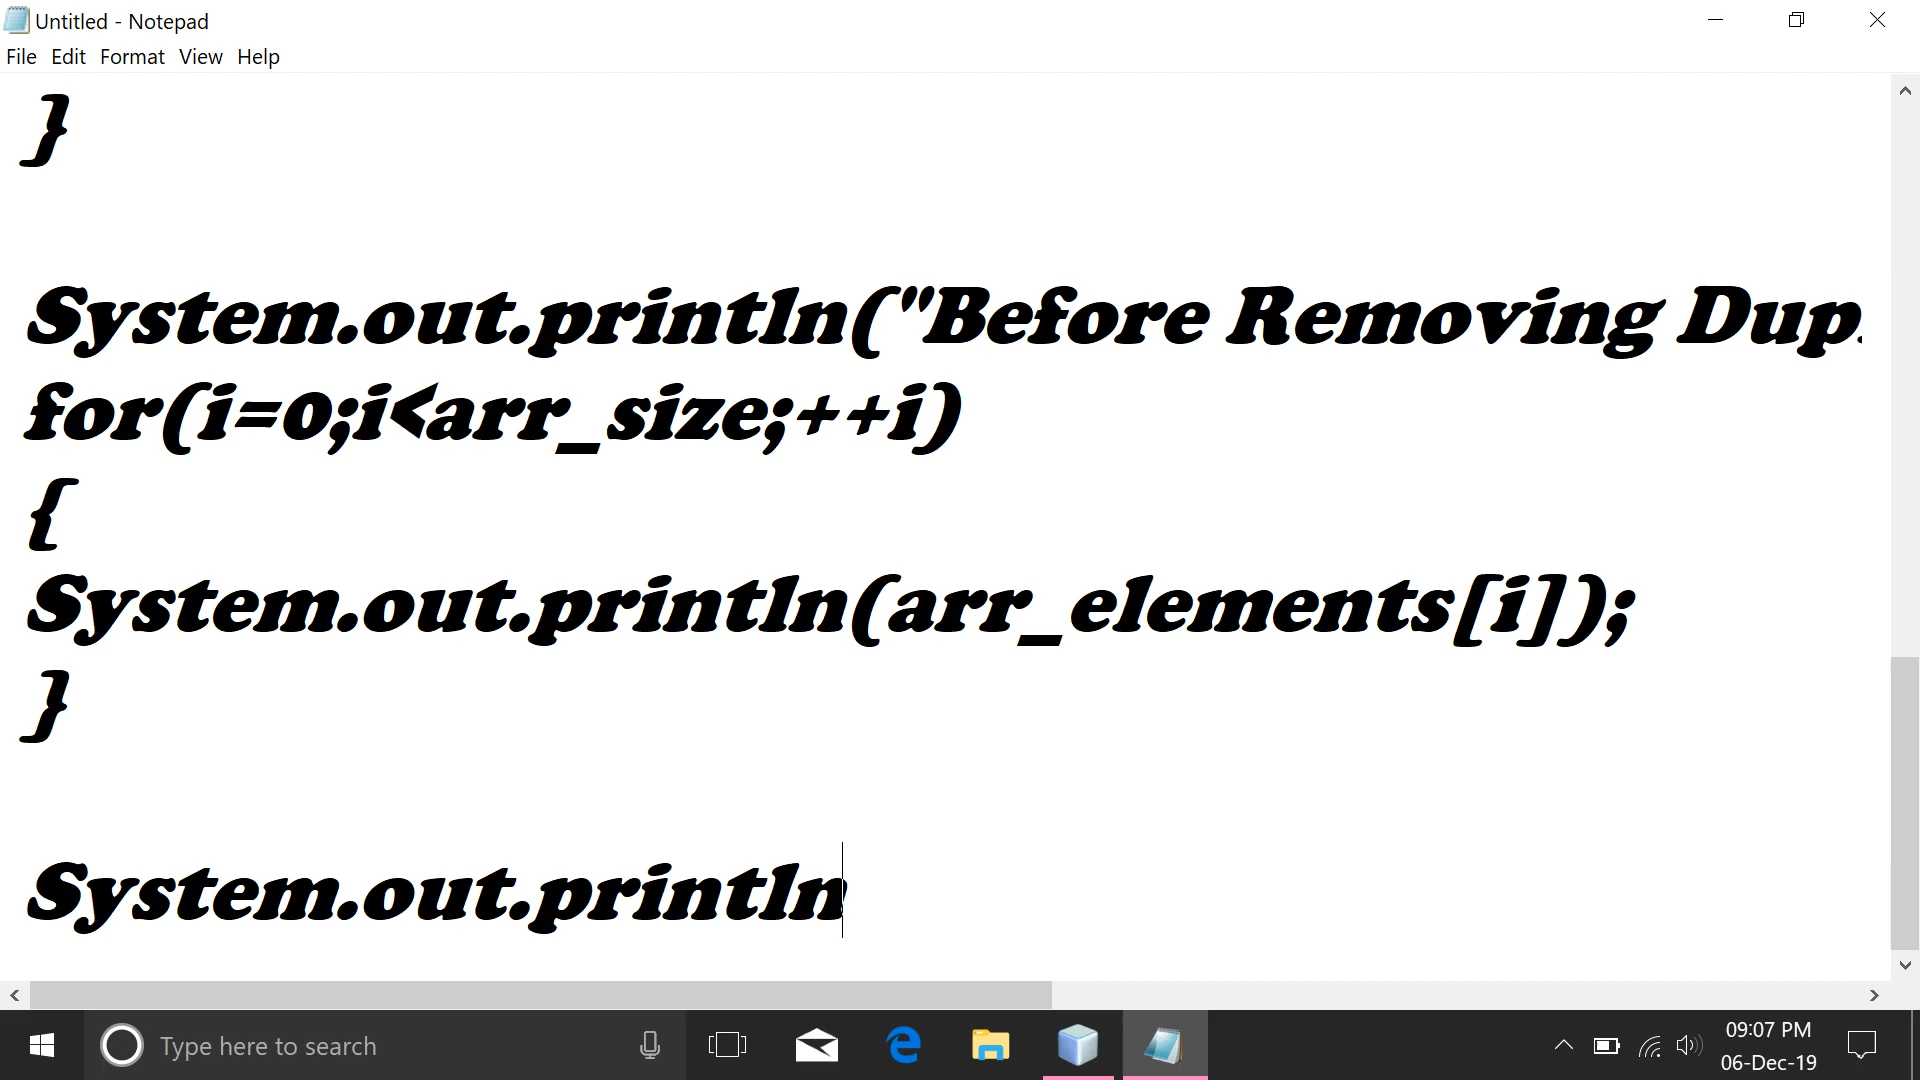 Untitled - Notepad
File Edit Format View Help
}
System.out.println("Before Removing Dup
for(i=0;i<arr_size;++i)
{
System.out.println(arr_elements[i]);
}
System.out.println
Type here to search
09:07 PM
06-Dec-19